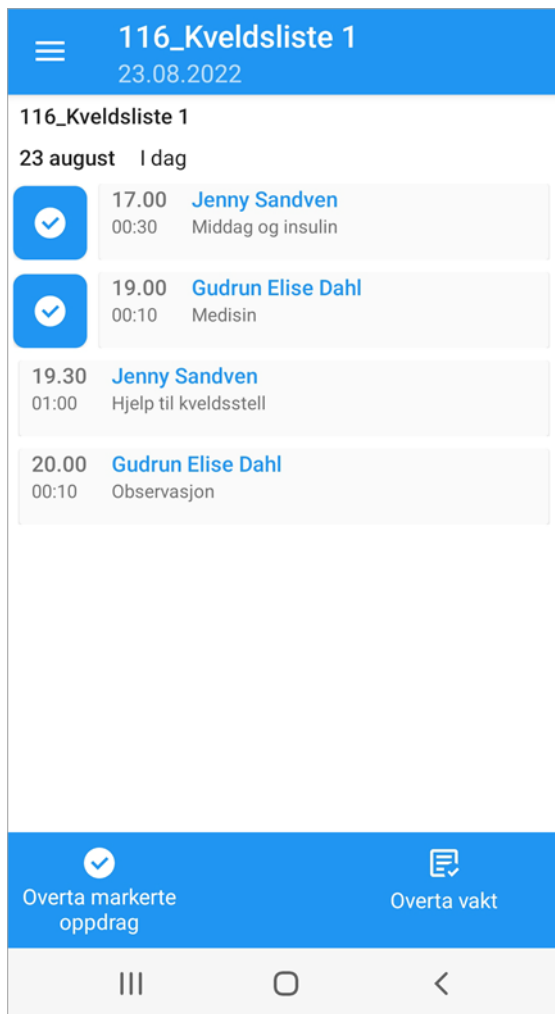 116_Kveldsliste 1
23.08.2022
116_Kveldsliste 1
23 august I dag
17.00 Jenny Sandven
00:30 Middag og insulin
19.00 Gudrun Elise Dahl
00:10 Medisin
19.30 Jenny Sandven
01:00 Hjelp til kveldsstell
20.00 Gudrun Elise Dahl
00:10 Observasjon
Overta markerte
oppdrag
Overta vakt